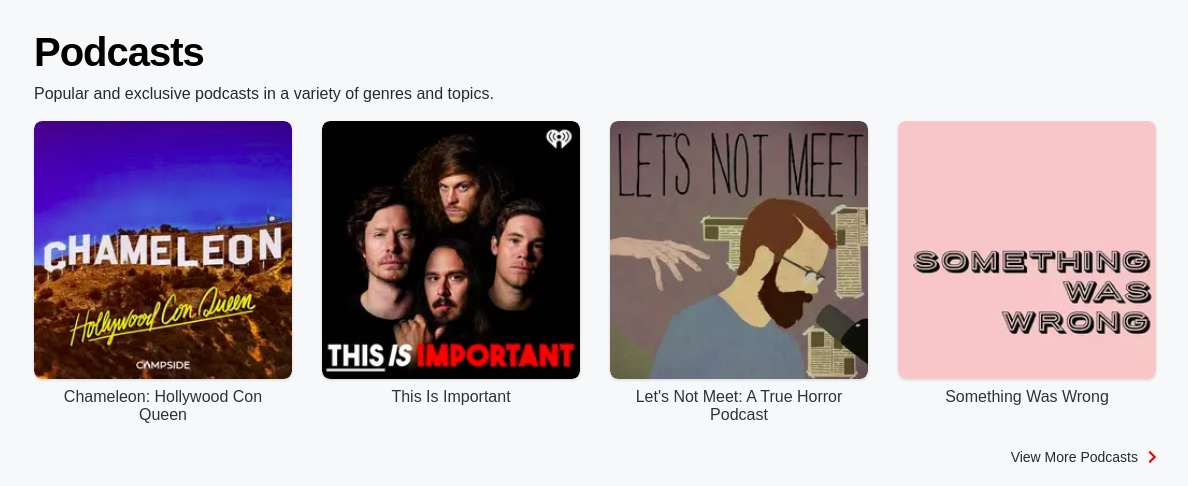 Podcasts
Popular and exclusive podcasts in a variety of genres and topics.
CHAMELEON
Hollywood Con Queen
CAMPSIDE
THIS IS IMPORTANT
LET'S NOT MEET
SOMETHING
WAS
WRONG
Chameleon: Hollywood Con
Queen
This Is Important
Let's Not Meet: A True Horror
Podcast
Something Was Wrong
View More Podcasts